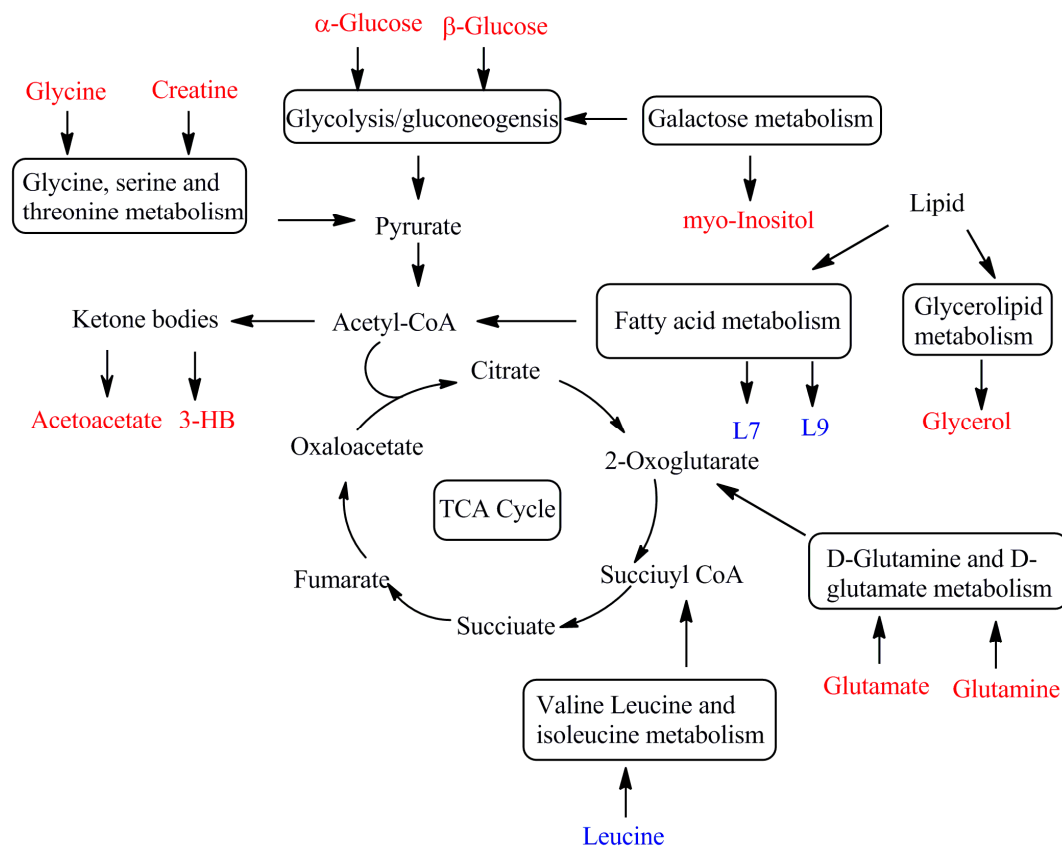 α-Glucose
β-Glucose
Glycine
Creatine
Glycolysis/gluconeogensis
Galactose metabolism
Glycine, serine and
threonine metabolism
Pyrurate
myo-Inositol
Lipid
Ketone bodies
Acetyl-CoA
Fatty acid metabolism
Glycerolipid
metabolism
Citrate
Acetoacetate
3-HB
L7
L9
Glycerol
Oxaloacetate
2-Oxoglutarate
TCA Cycle
Fumarate
Succiuyl CoA
D-Glutamine and D-
glutamate metabolism
Succiuate
Glutamate
Glutamine
Valine Leucine and
isoleucine metabolism
Leucine